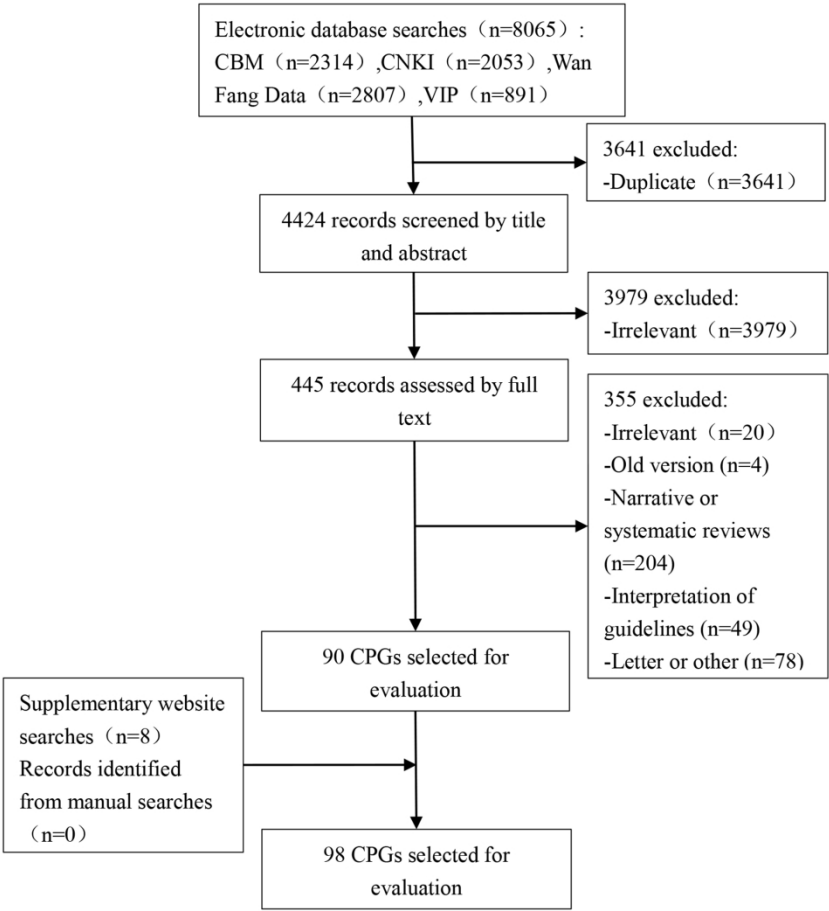 Electronic database searches（n=8065）:
CBM（n=2314）,CNKI（n=2053）,Wan
Fang Data（n=2807）,VIP（n=891）
3641 excluded:
-Duplicate（n=3641）
4424 records screened by title
and abstract
3979 excluded:
-Irrelevant（n=3979）
445 records assessed by full
text
355 excluded:
-Irrelevant（n=20）
-Old version (n=4)
-Narrative or
systematic reviews
(n=204)
-Interpretation of
guidelines (n=49)
-Letter or other (n=78)
90 CPGs selected for
evaluation
Supplementary website
searches（n=8）
Records identified
from manual searches
（n=0）
98 CPGs selected for
evaluation